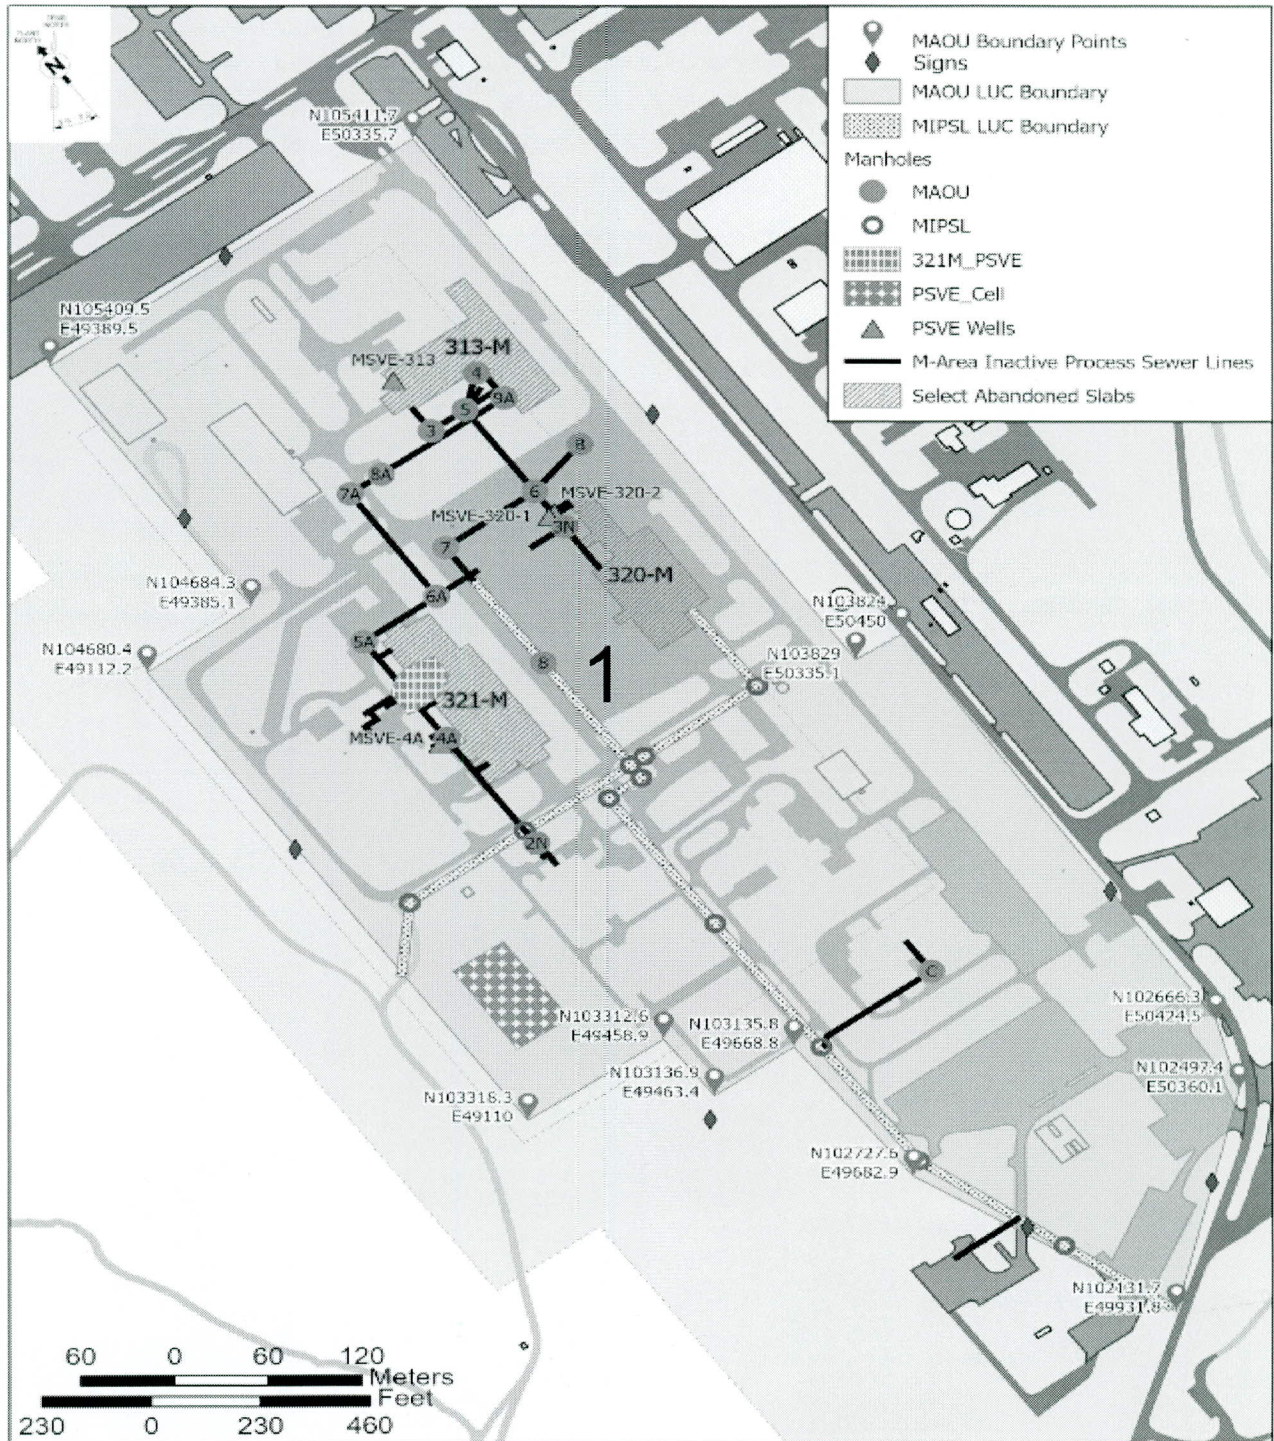 TRUE
NORTH
PLANT
NORTH
N
MAOU Boundary Points
Signs
MAOU LUC Boundary
MIPSL LUC Boundary
Manholes
MAOU
MIPSL
321M_PSVE
PSVE_Cell
PSVE Wells
M-Area Inactive Process Sewer Lines
Select Abandoned Slabs
N105411.7
E50335.7
N105409.5
E49389.5
313-M
MSVE-313
4
9A
5
3
8
8A
7A
6
MSVE-320-2
MSVE-320-1
3N
7
320-M
N104684.3
E49385.1
6A
N103824
E50450
5A
N104680.4
E49112.2
8
1
N103829
E50335.1
321-M
MSVE-4A
4A
2N
C
N102666.3
E50424.5
N103312.6
E49458.9
N103135.8
E49668.8
N103136.9
E49463.4
N102497.4
E50360.1
N103318.3
E49110
N102727.6
E49682.9
N102131.7
E49931.8
60 0 60 120
Meters
Feet
230 0 230 460